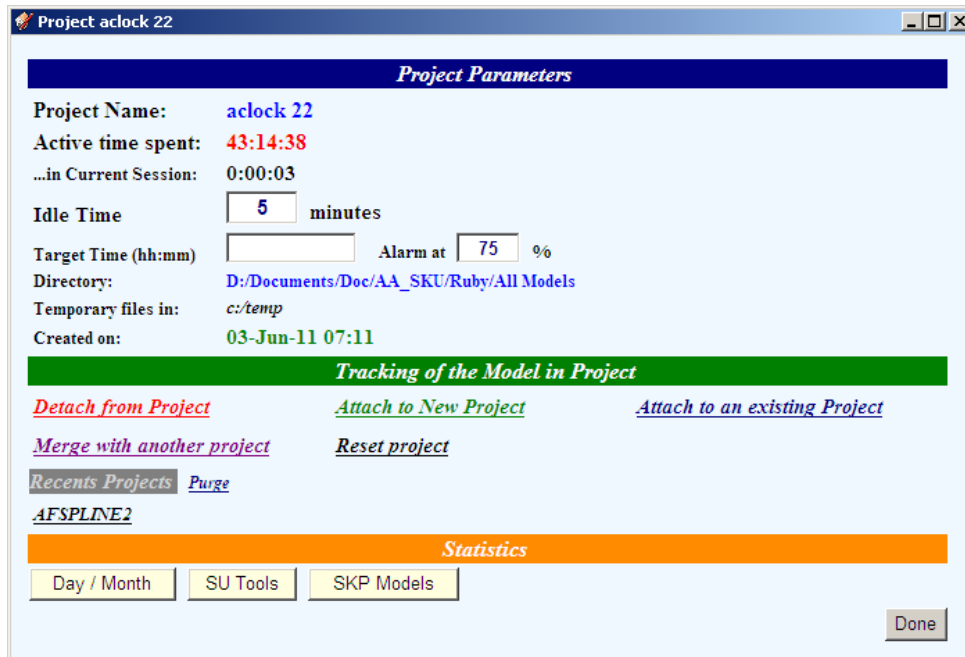 Project aclock 22
Project Parameters
Project Name: aclock 22
Active time spent: 43:14:38
...in Current Session: 0:00:03
Idle Time 5 minutes
Target Time (hh:mm) Alarm at 75 %
Directory: D:/Documents/Doc/AA_SKU/Ruby/All Models
Temporary files in: c:/temp
Created on: 03-Jun-11 07:11
Tracking of the Model in Project
Detach from Project Attach to New Project Attach to an existing Project
Merge with another project Reset project
Recents Projects Purge
AFSPLINE2
Statistics
Day / Month SU Tools SKP Models
Done